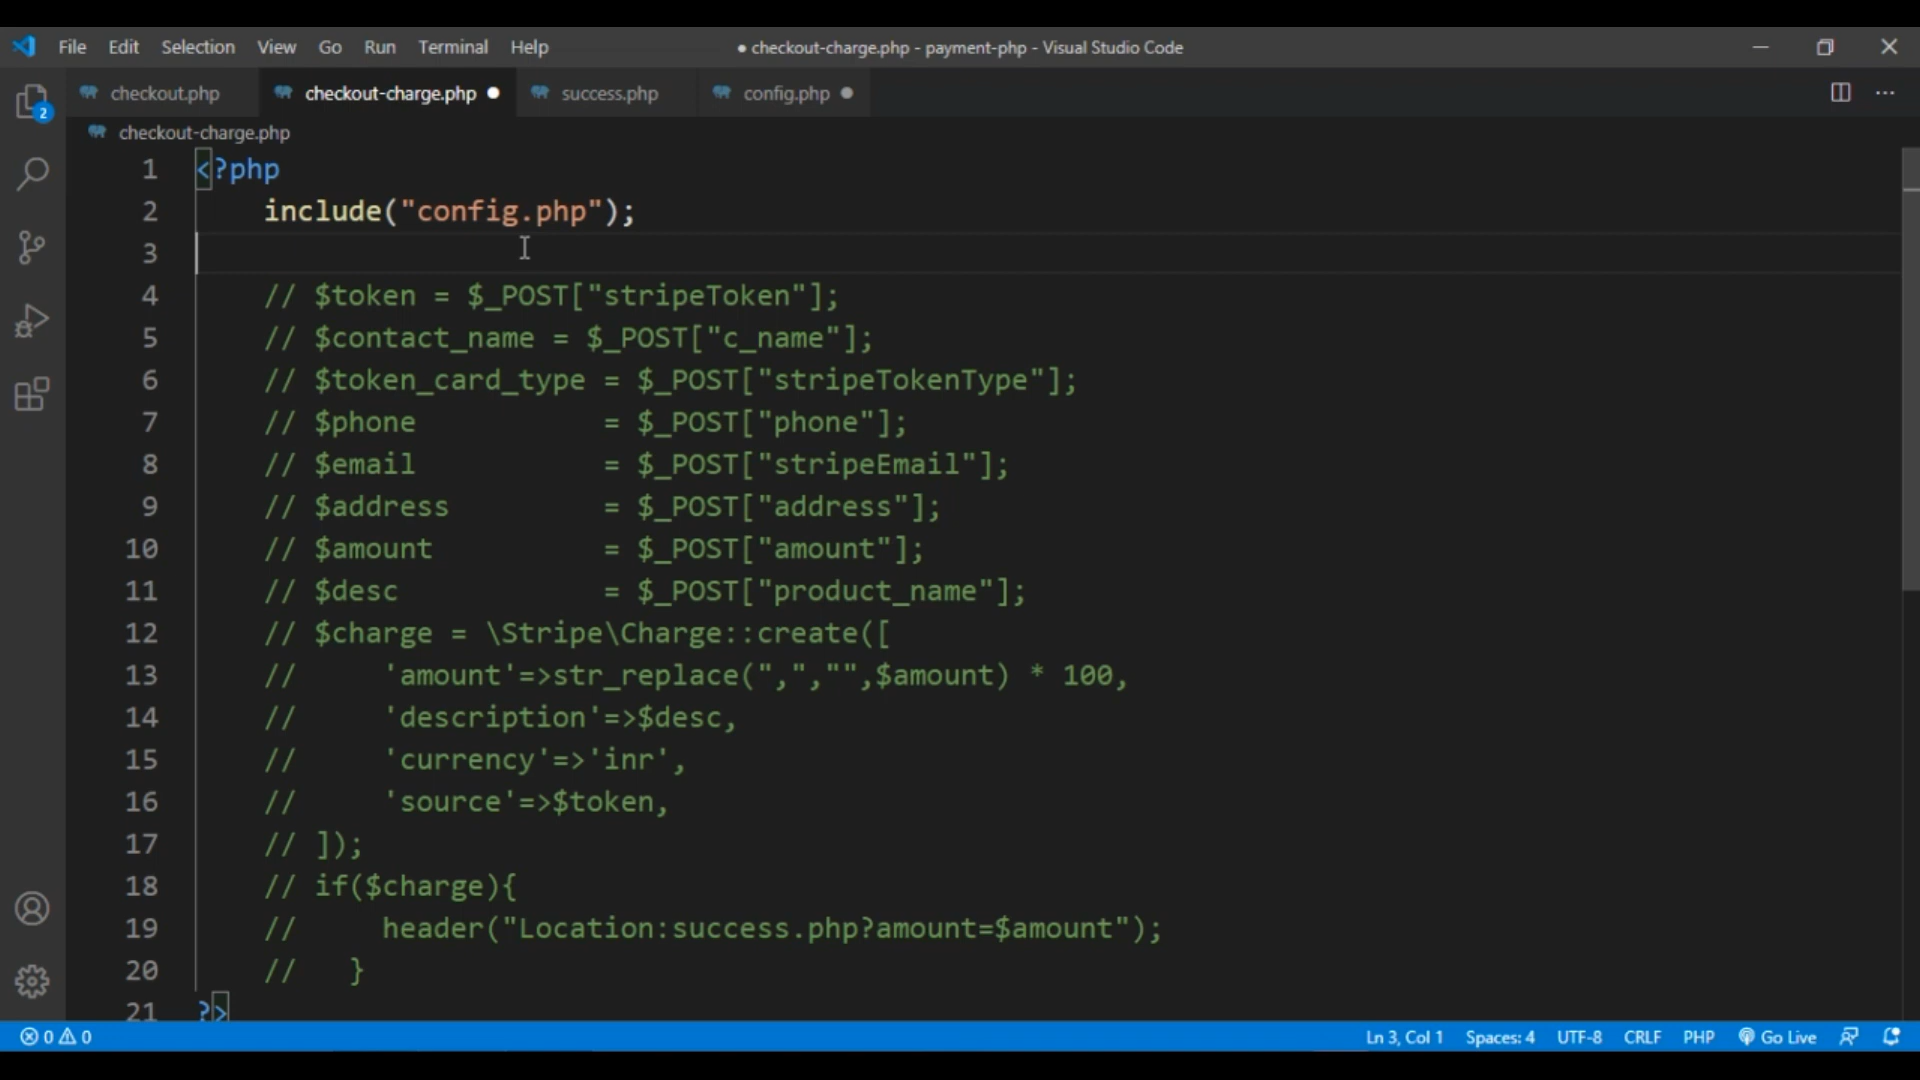 File Edit Selection View Go Run Terminal Help ● checkout-charge.php - payment-php - Visual Studio Code
checkout.php checkout-charge.php success.php config.php
2
checkout-charge.php
1 <?php
2 include("config.php");
3
4 // $token = $_POST["stripeToken"];
5 // $contact_name = $_POST["c_name"];
6 // $token_card_type = $_POST["stripeTokenType"];
7 // $phone           = $_POST["phone"];
8 // $email           = $_POST["stripeEmail"];
9 // $address         = $_POST["address"];
10 // $amount          = $_POST["amount"];
11 // $desc            = $_POST["product_name"];
12 // $charge = \Stripe\Charge::create([
13 //     'amount'=>str_replace(",","",$amount) * 100,
14 //     'description'=>$desc,
15 //     'currency'=>'inr',
16 //     'source'=>$token,
17 // ]);
18 // if($charge){
19 //     header("Location:success.php?amount=$amount");
20 //   }
21 ?>
0 0 Ln 3, Col 1 Spaces: 4 UTF-8 CRLF PHP Go Live